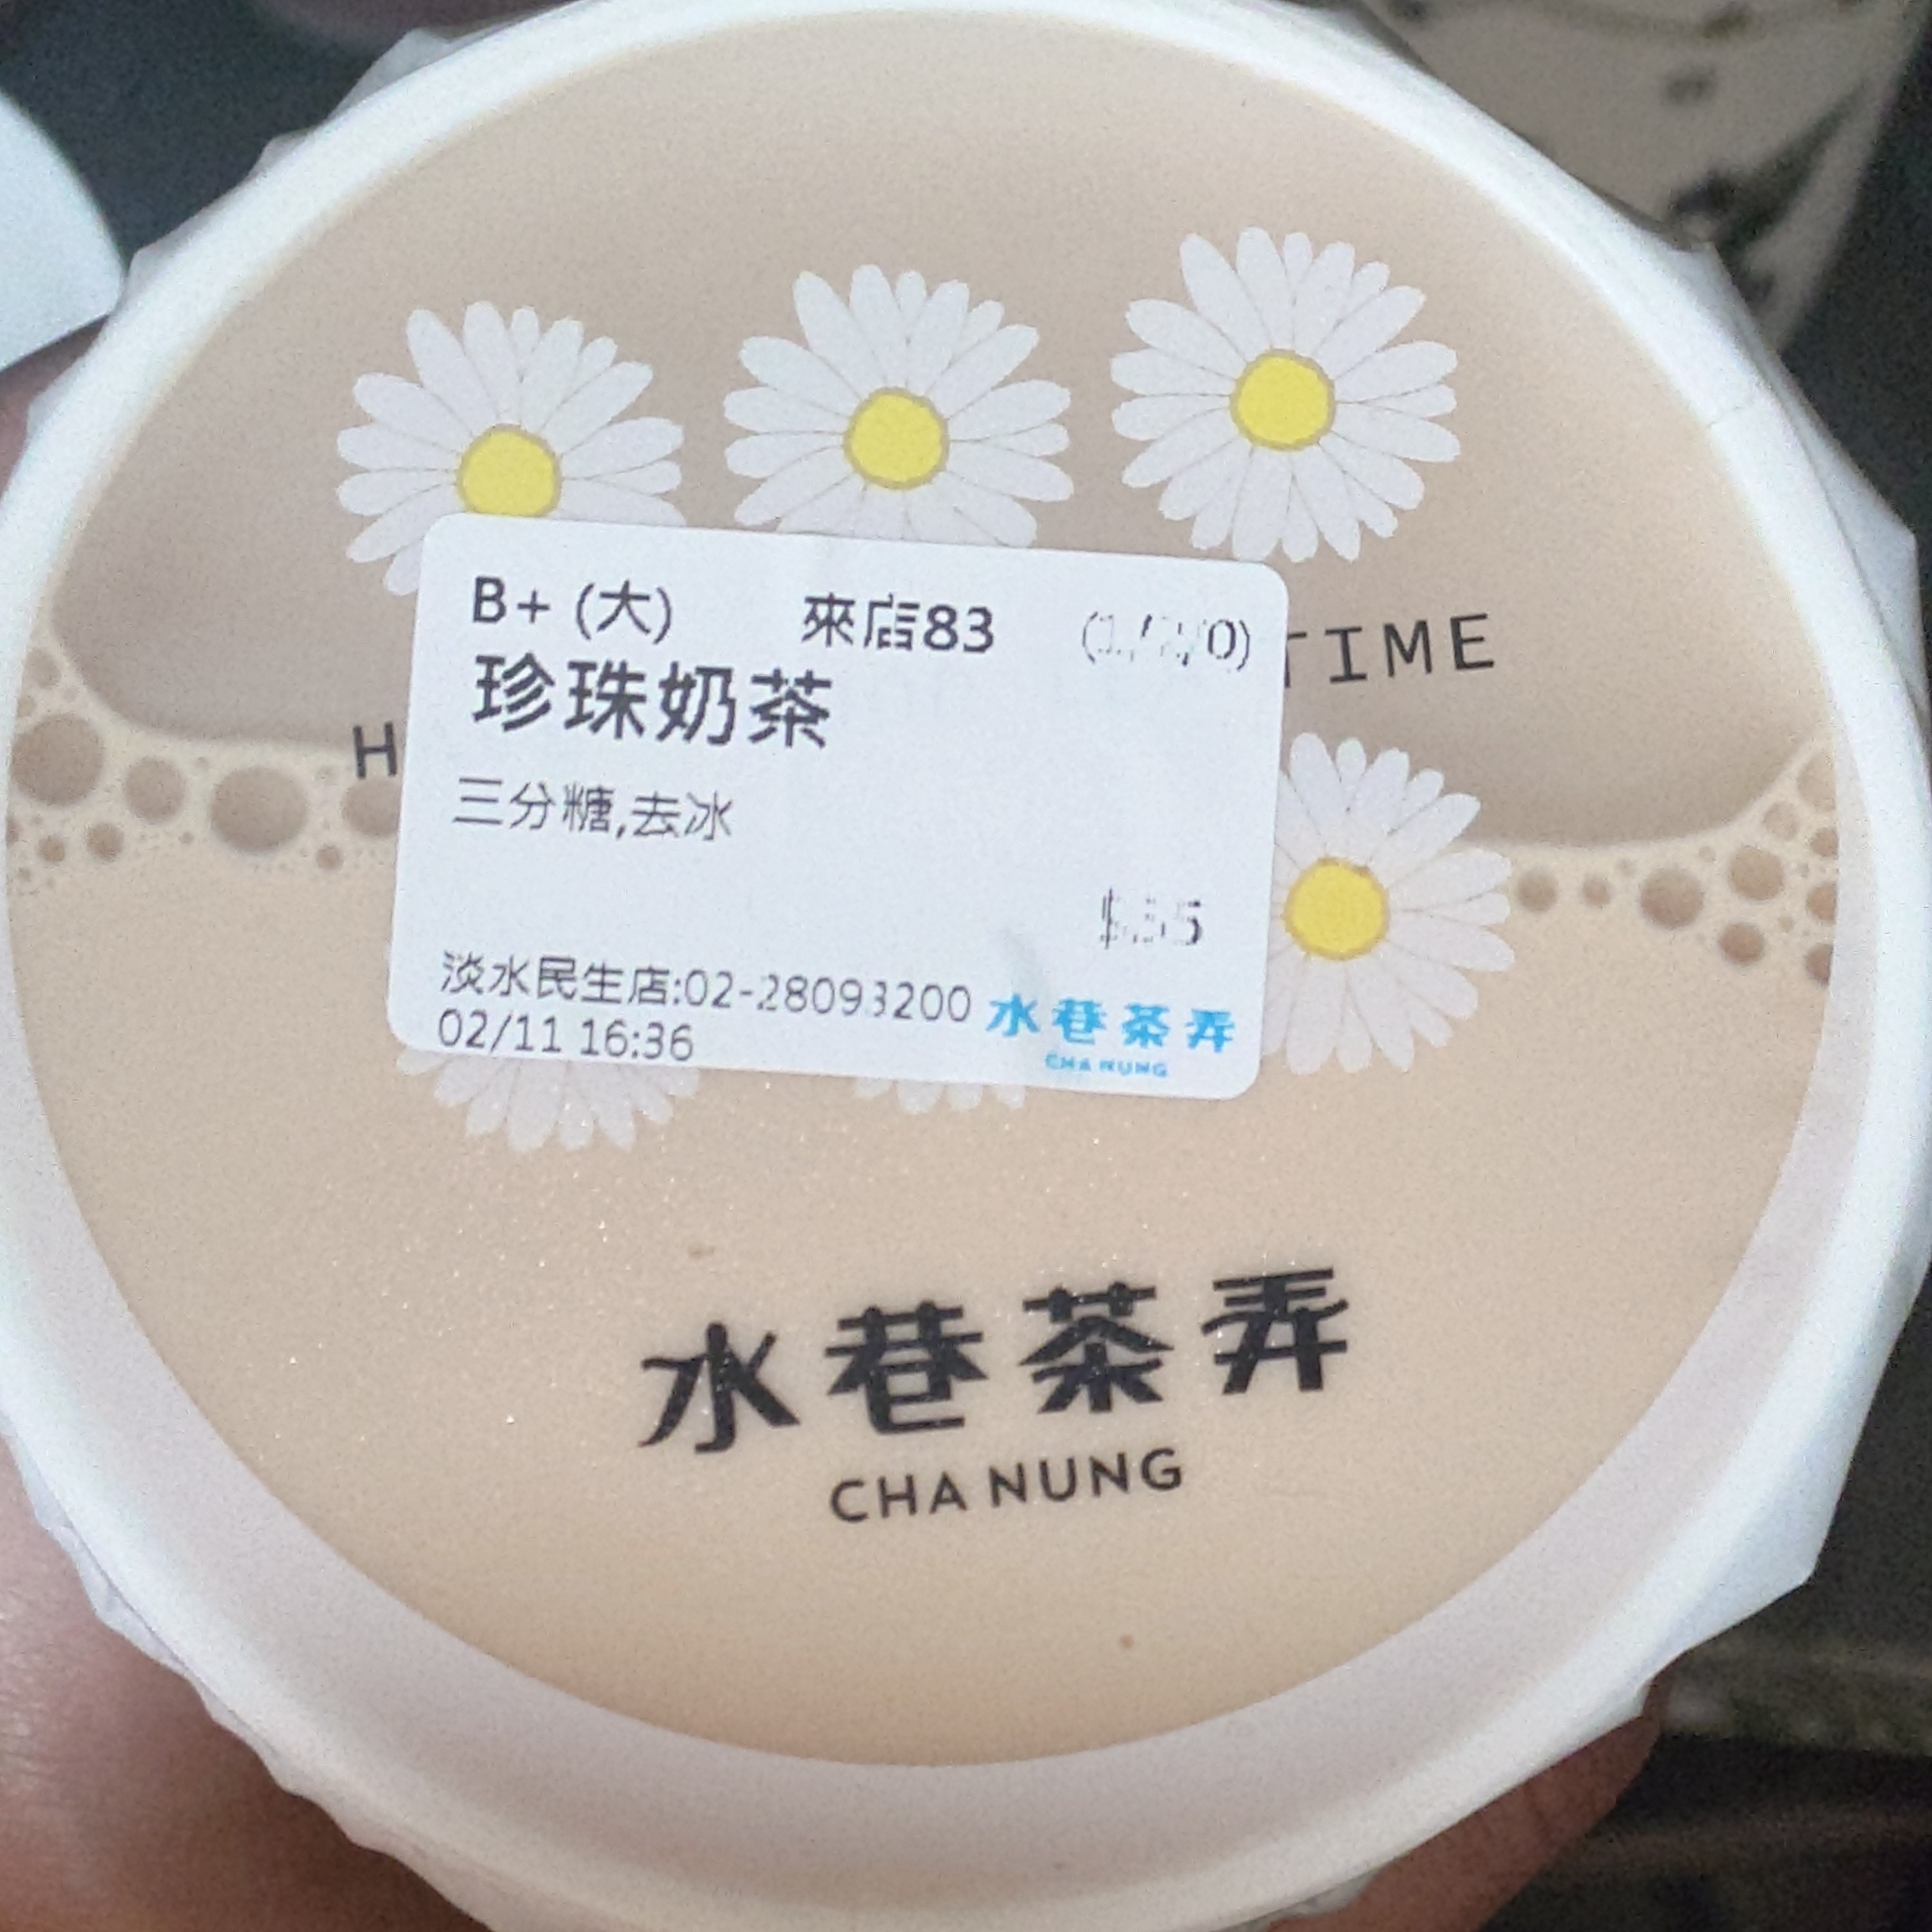 B+ (大) 來店83
珍珠奶茶
TIME
H
三分糖,去冰
淡水民生店:02-28093200
02/11 16:36
水巷茶弄
CHA NUNG
水巷茶弄
CHA NUNG